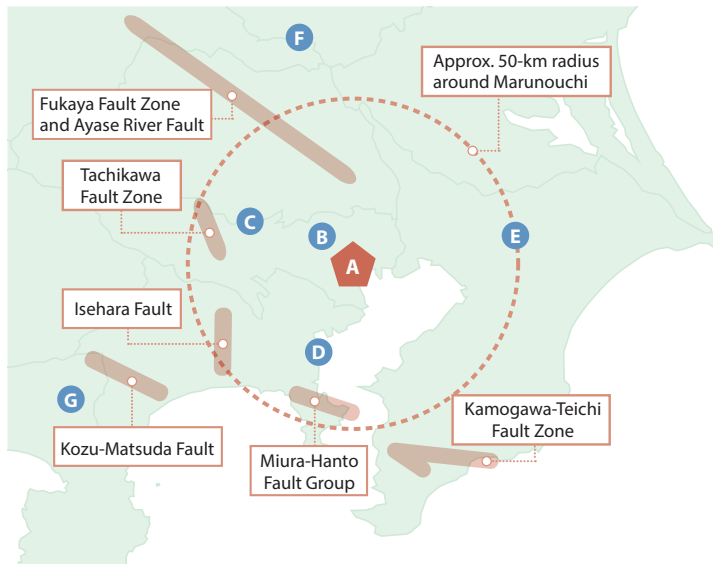 F
Approx. 50-km radius
around Marunouchi
Fukaya Fault Zone
and Ayase River Fault
Tachikawa
Fault Zone
C
B
E
A
Isehara Fault
D
G
Kozu-Matsuda Fault
Miura-Hanto
Fault Group
Kamogawa-Teichi
Fault Zone